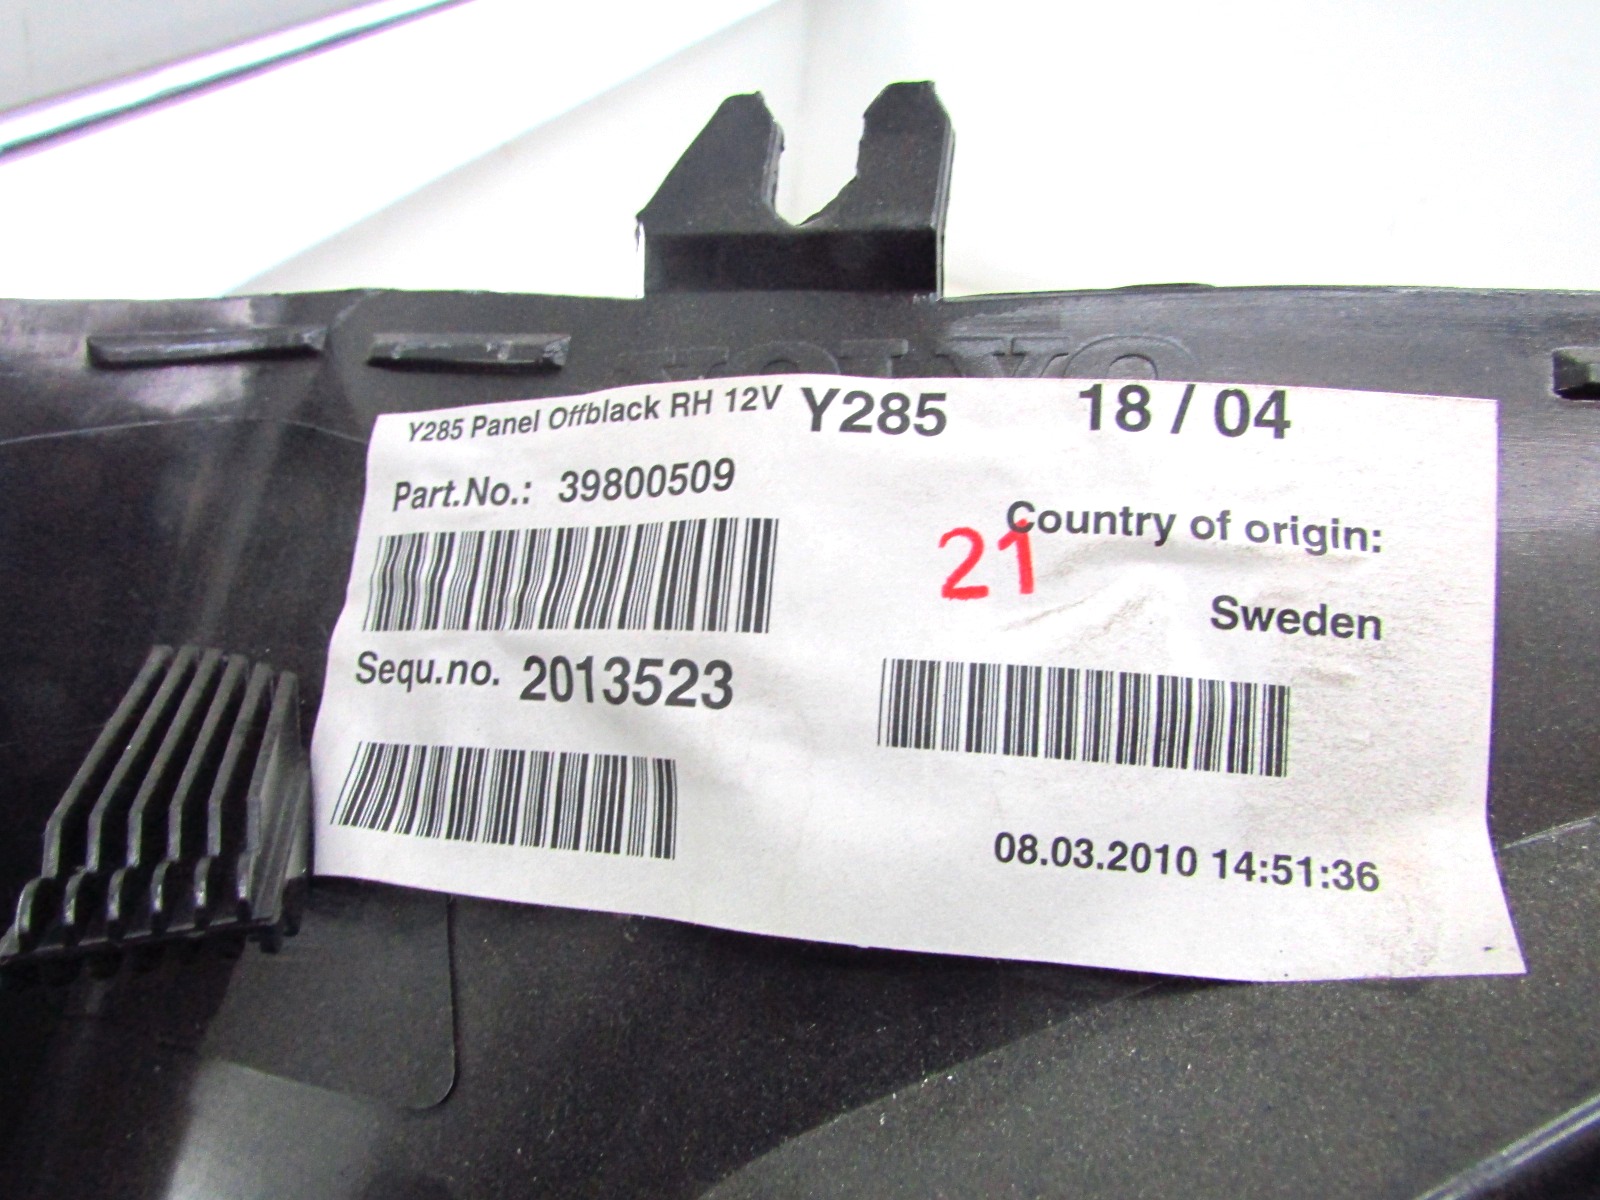 VOLVO
Y285 Panel Offblack RH 12V Y285 18 / 04
Part.No.: 39800509
Country of origin:
21
Sweden
Sequ.no. 2013523
08.03.2010 14:51:36